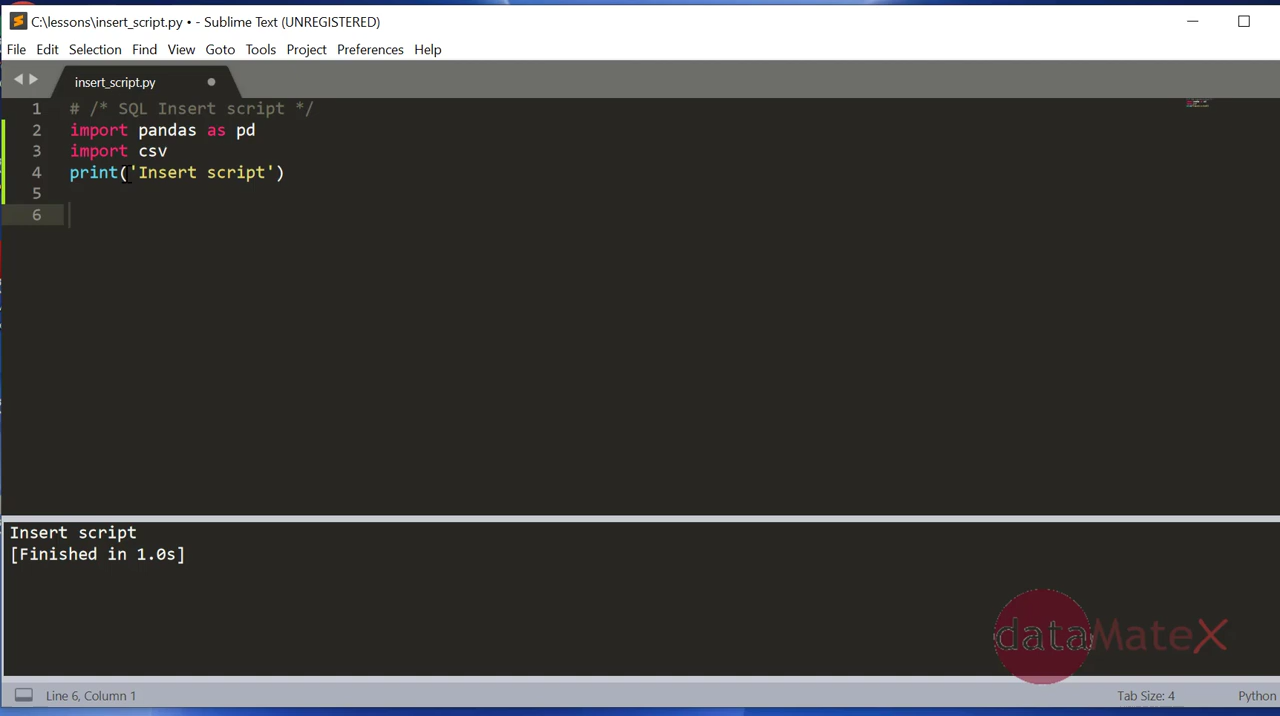 C:\lessons\insert_script.py • - Sublime Text (UNREGISTERED)
File Edit Selection Find View Goto Tools Project Preferences Help
insert_script.py
1 # /* SQL Insert script */
2 import pandas as pd
3 import csv
4 print('Insert script')
5
6
Insert script
[Finished in 1.0s]
dataMateX
Line 6, Column 1 Tab Size: 4 Python